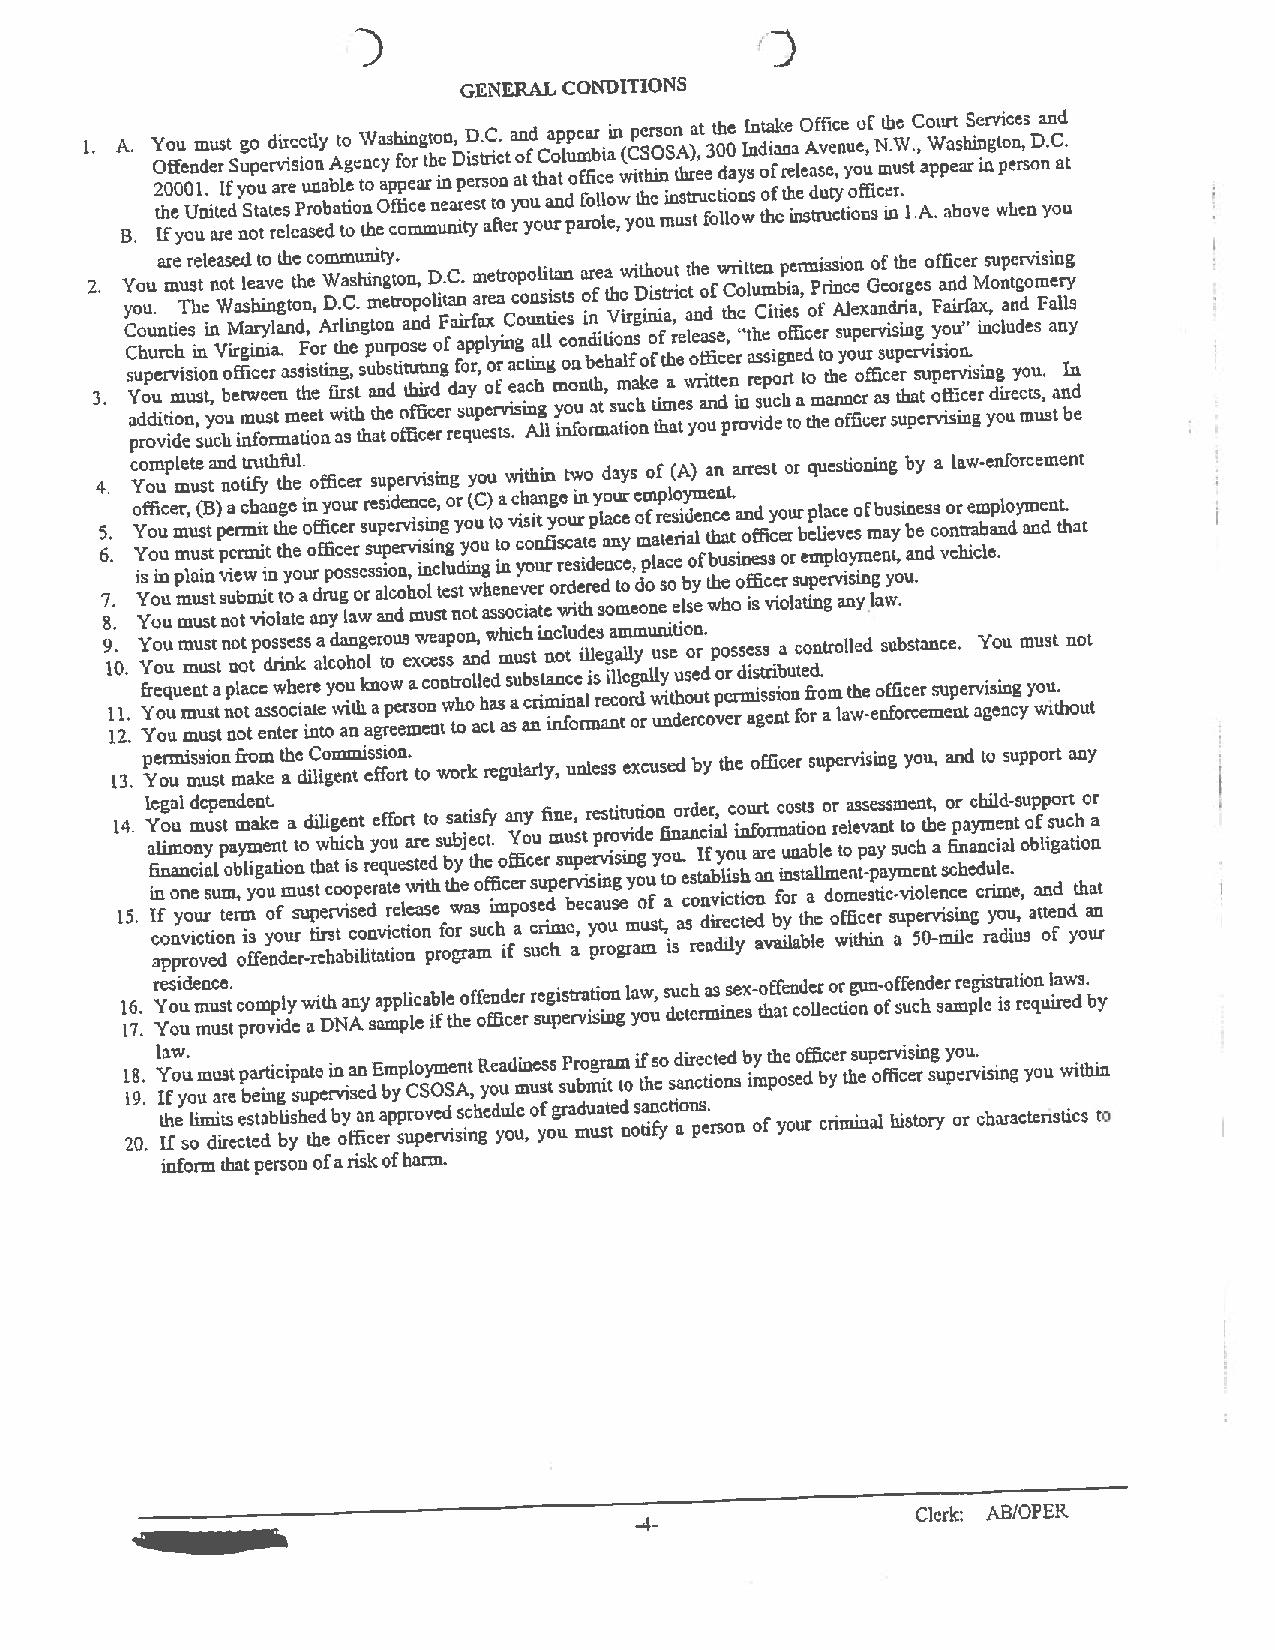 GENERAL CONDITIONS
1. A. You must go directly to Washington, D.C. and appear in person at the Intake Office of the Court Services and
Offender Supervision Agency for the District of Columbia (CSOSA), 300 Indiana Avenue, N.W., Washington, D.C.
20001. If you are unable to appear in person at that office within three days of release, you must appear in person at
the United States Probation Office nearest to you and follow the instructions of the duty officer.
B. If you are not released to the community after your parole, you must follow the instructions in 1.A. above when you
are released to the community.
2. You must not leave the Washington, D.C. metropolitan area without the written permission of the officer supervising
you. The Washington, D.C. metropolitan area consists of the District of Columbia, Prince Georges and Montgomery
Counties in Maryland, Arlington and Fairfax Counties in Virginia, and the Cities of Alexandria, Fairfax, and Falls
Church in Virginia. For the purpose of applying all conditions of release, "the officer supervising you" includes any
supervision officer assisting, substituting for, or acting on behalf of the officer assigned to your supervision.
3. You must, between the first and third day of each month, make a written report to the officer supervising you. In
addition, you must meet with the officer supervising you at such times and in such a manner as that officer directs, and
provide such information as that officer requests. All information that you provide to the officer supervising you must be
complete and truthful.
4. You must notify the officer supervising you within two days of (A) an arrest or questioning by a law-enforcement
officer, (B) a change in your residence, or (C) a change in your employment.
5. You must permit the officer supervising you to visit your place of residence and your place of business or employment.
6. You must permit the officer supervising you to confiscate any material that officer believes may be contraband and that
is in plain view in your possession, including in your residence, place of business or employment, and vehicle.
7. You must submit to a drug or alcohol test whenever ordered to do so by the officer supervising you.
8. You must not violate any law and must not associate with someone else who is violating any law.
9. You must not possess a dangerous weapon, which includes ammunition.
10. You must not drink alcohol to excess and must not illegally use or possess a controlled substance. You must not
frequent a place where you know a controlled substance is illegally used or distributed.
11. You must not associate with a person who has a criminal record without permission from the officer supervising you.
12. You must not enter into an agreement to act as an informant or undercover agent for a law-enforcement agency without
permission from the Commission.
13. You must make a diligent effort to work regularly, unless excused by the officer supervising you, and to support any
legal dependent.
14. You must make a diligent effort to satisfy any fine, restitution order, court costs or assessment, or child-support or
alimony payment to which you are subject. You must provide financial information relevant to the payment of such a
financial obligation that is requested by the officer supervising you. If you are unable to pay such a financial obligation
in one sum, you must cooperate with the officer supervising you to establish an installment-payment schedule.
15. If your term of supervised release was imposed because of a conviction for a domestic-violence crime, and that
conviction is your first conviction for such a crime, you must, as directed by the officer supervising you, attend an
approved offender-rehabilitation program if such a program is readily available within a 50-mile radius of your
residence.
16. You must comply with any applicable offender registration law, such as sex-offender or gun-offender registration laws.
17. You must provide a DNA sample if the officer supervising you determines that collection of such sample is required by
law.
18. You must participate in an Employment Readiness Program if so directed by the officer supervising you.
19. If you are being supervised by CSOSA, you must submit to the sanctions imposed by the officer supervising you within
the limits established by an approved schedule of graduated sanctions.
20. If so directed by the officer supervising you, you must notify a person of your criminal history or characteristics to
inform that person of a risk of harm.
-4-
Clerk: AB/OPER